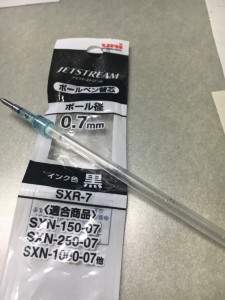 uni
JETSTREAM
ボールペン替芯
ボール径
0.7mm
インク色 黒
SXR-7
〈適合商品〉
SXN-150-07
SXN-250-07
SXN-1000-07他